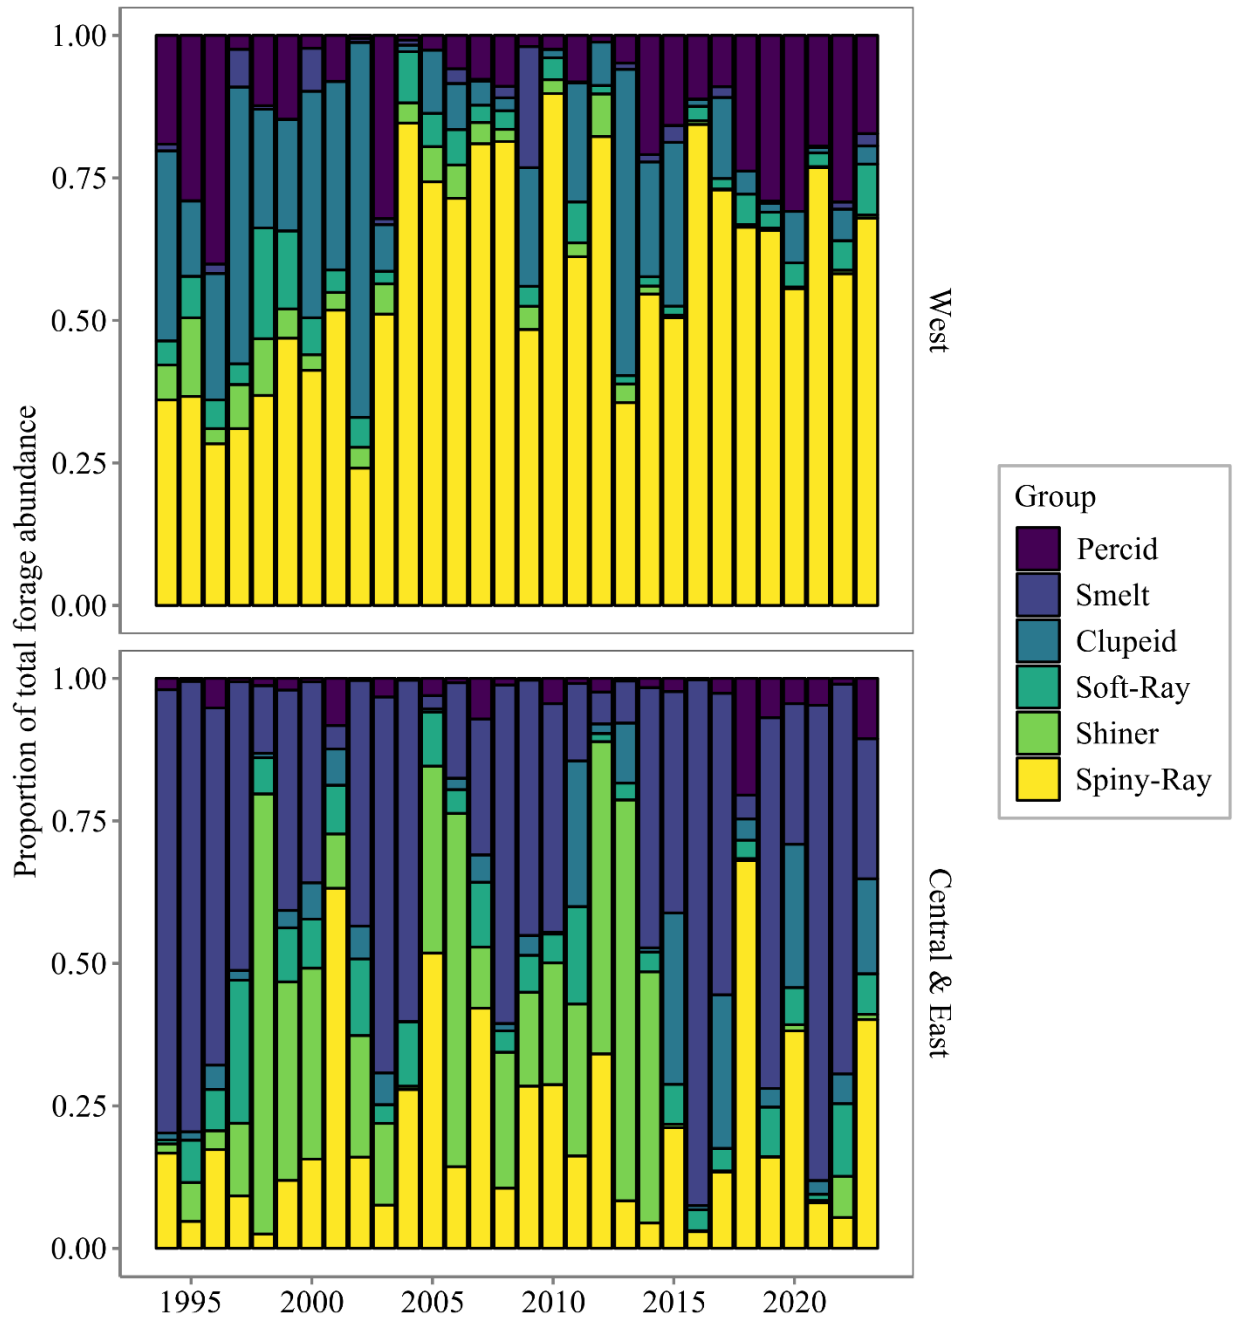 Proportion of total forage abundance
1.00
0.75
0.50
0.25
0.00
West
1.00
0.75
0.50
0.25
0.00
Central & East
1995 2000 2005 2010 2015 2020
Group
Percid
Smelt
Clupeid
Soft-Ray
Shiner
Spiny-Ray